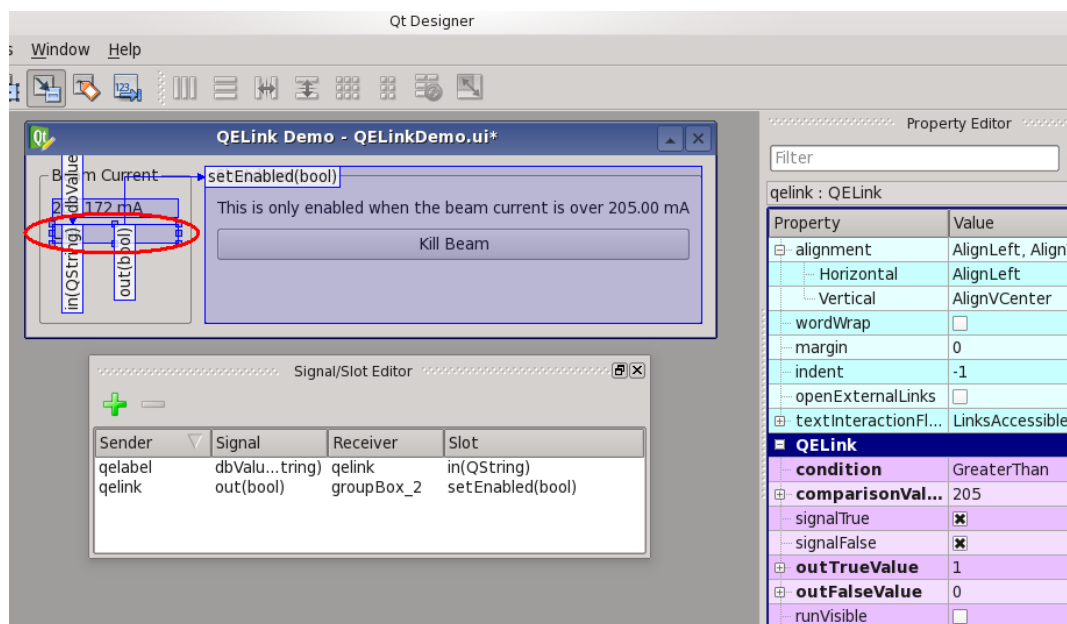 Qt Designer
s Window Help
123
Qt QELink Demo - QELinkDemo.ui*
Property Editor
Filter
qelink : QELink
Property Value
alignment AlignLeft, Align
Horizontal AlignLeft
Vertical AlignVCenter
wordWrap
margin 0
indent -1
openExternalLinks
textInteractionFl... LinksAccessible
QELink
condition GreaterThan
comparisonVal... 205
signalTrue
signalFalse
outTrueValue 1
outFalseValue 0
runVisible
m Current
dbValue
setEnabled(bool)
172 mA
This is only enabled when the beam current is over 205.00 mA
in(QString)
out(bool)
Kill Beam
Signal/Slot Editor
Sender Signal Receiver Slot
qelabel dbValu...tring) qelink in(QString)
qelink out(bool) groupBox_2 setEnabled(bool)